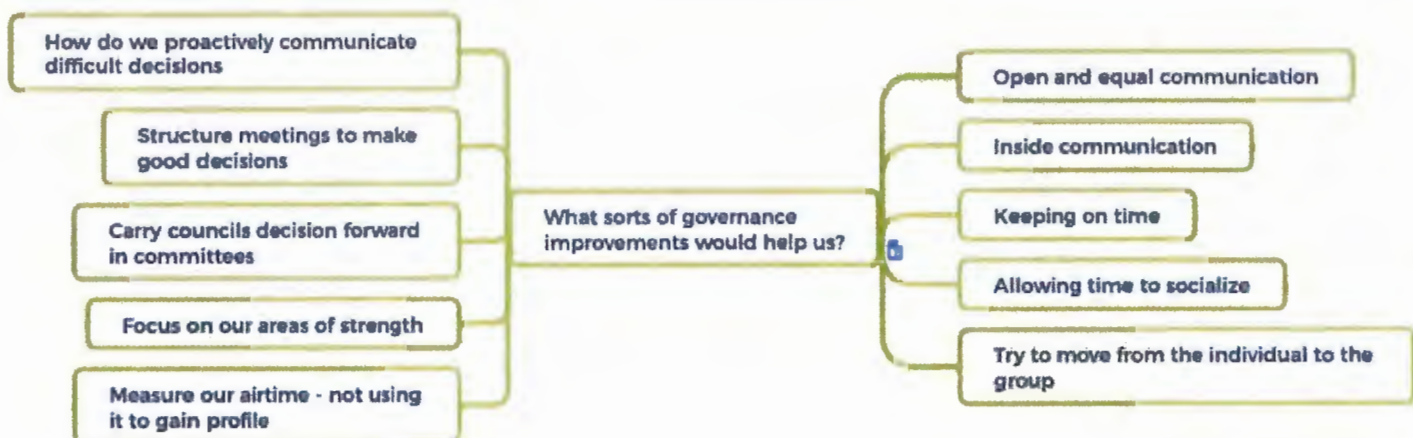 How do we proactively communicate
difficult decisions
Structure meetings to make
good decisions
Carry councils decision forward
in committees
Focus on our areas of strength
Measure our airtime - not using
it to gain profile
What sorts of governance
improvements would help us?
Open and equal communication
Inside communication
Keeping on time
Allowing time to socialize
Try to move from the individual to the
group